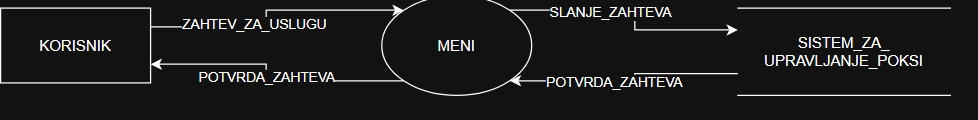 ZAHTEV_ZA_USLUGU
SLANJE_ZAHTEVA
KORISNIK
MENI
SISTEM_ZA_
UPRAVLJANJE_POKSI
POTVRDA_ZAHTEVA
POTVRDA_ZAHTEVA